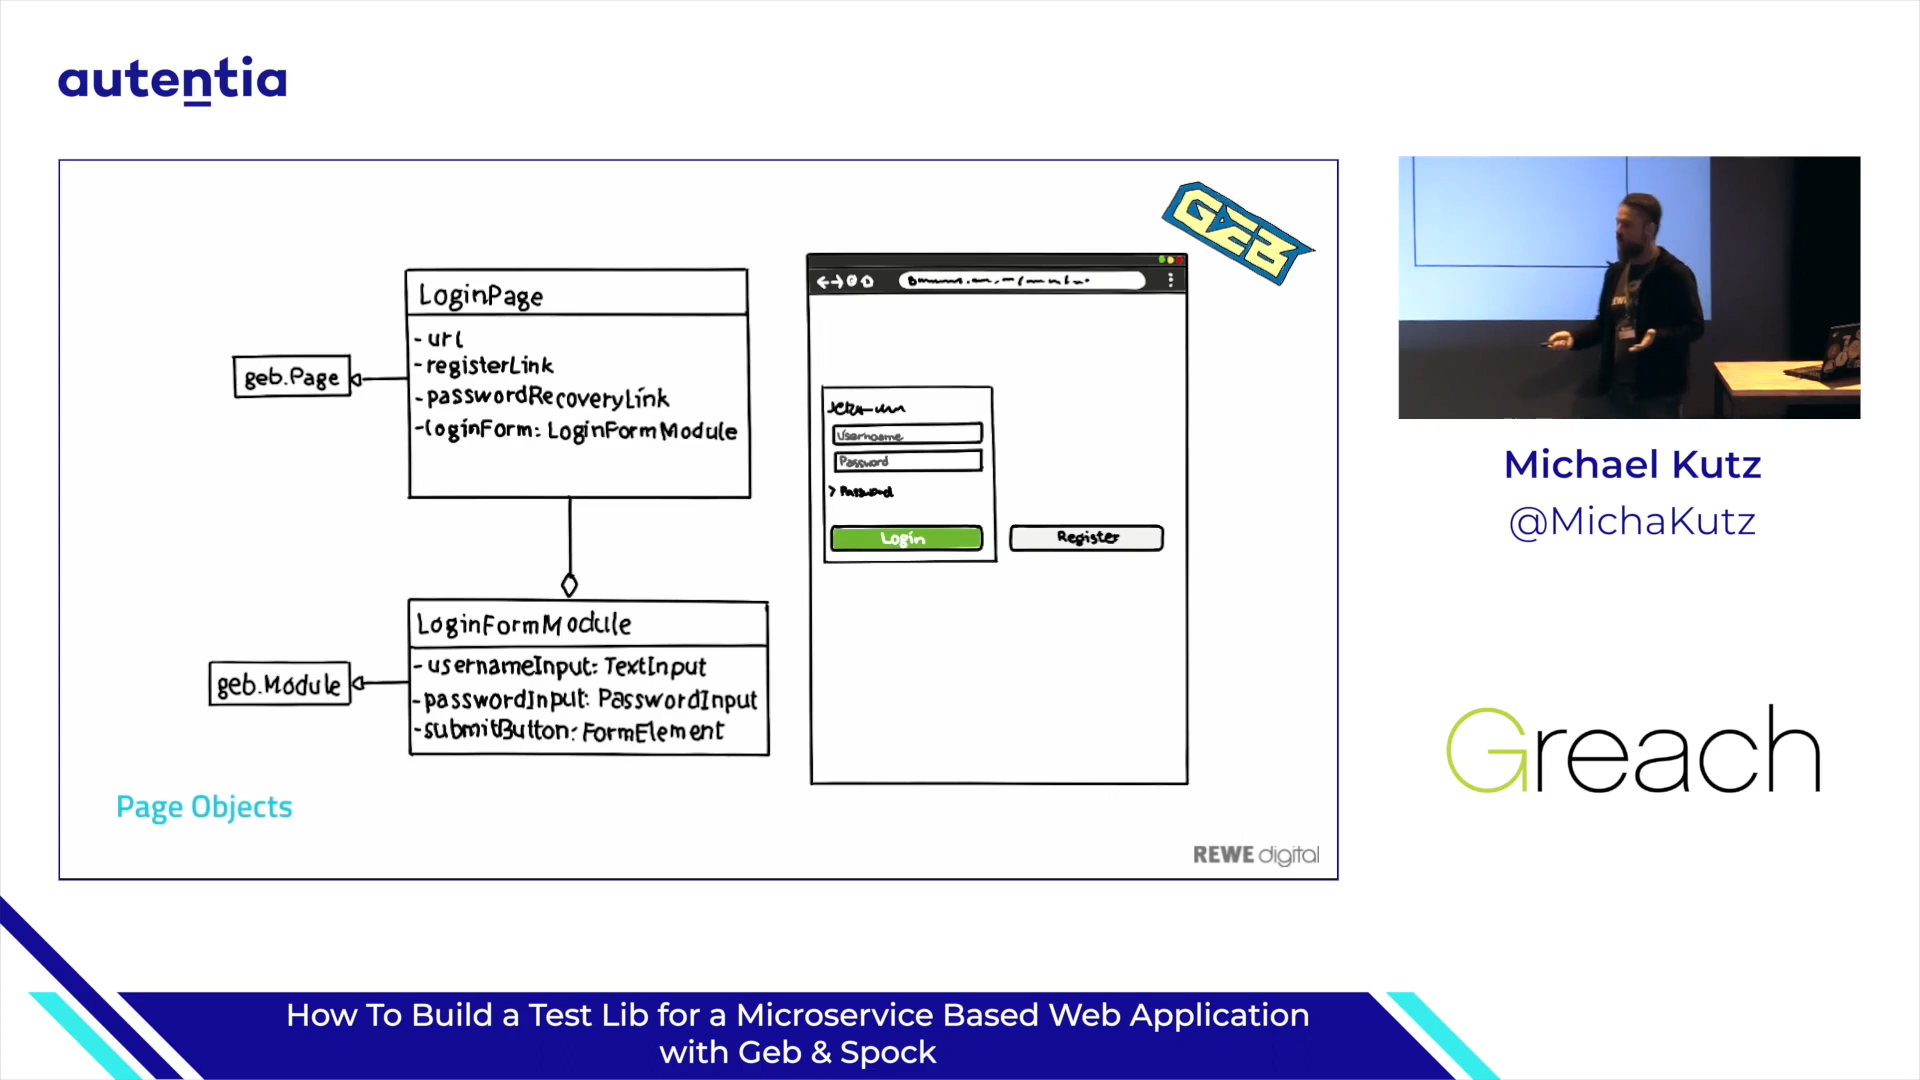 autentia
GEB
LoginPage
- url
- registerLink
- passwordRecoveryLink
- loginForm: LoginFormModule
geb.Page
LoginFormModule
- usernameInput: TextInput
- passwordInput: PasswordInput
- submitButton: FormElement
geb.Module
Username
Password
> Password
Login
Register
Page Objects
REWE digital
Michael Kutz
@MichaKutz
Greach
How To Build a Test Lib for a Microservice Based Web Application
with Geb & Spock